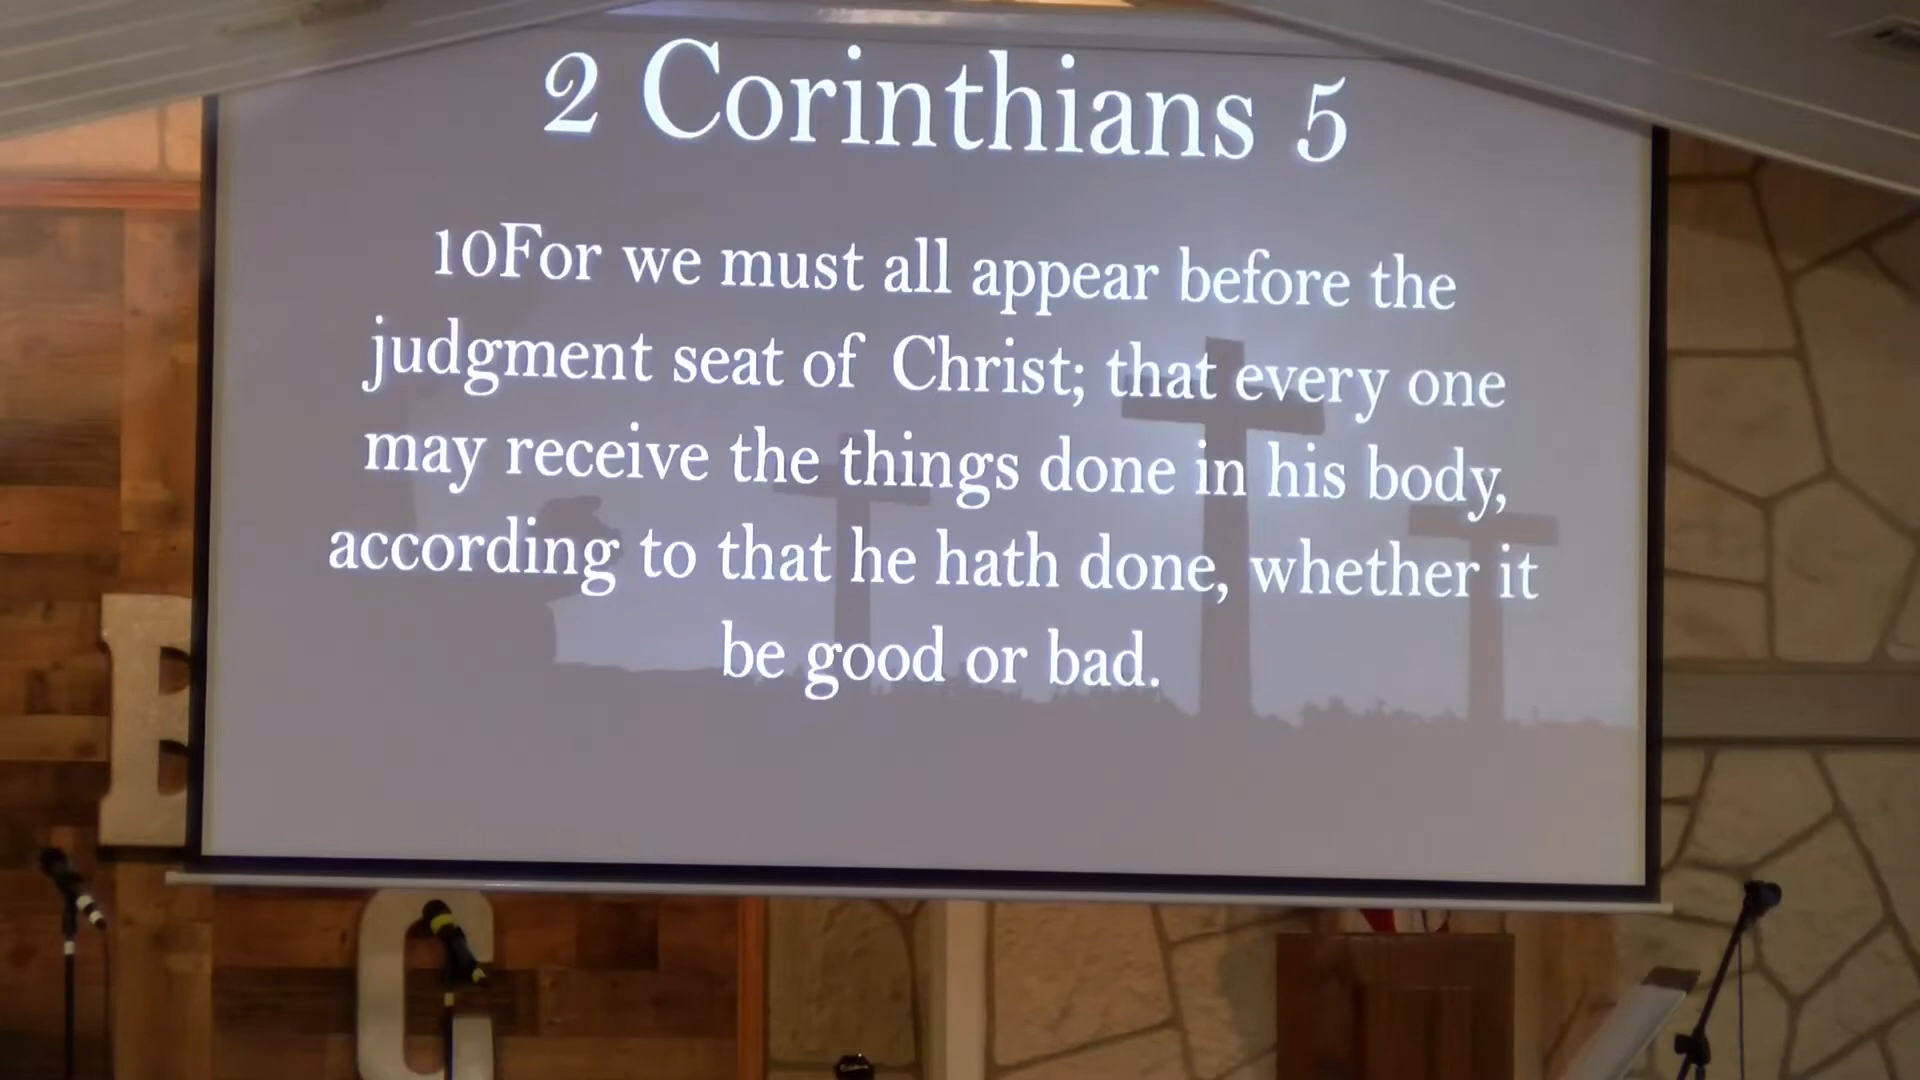 2 Corinthians 5
10For we must all appear before the
judgment seat of Christ; that every one
may receive the things done in his body,
according to that he hath done, whether it
be good or bad.
E
G